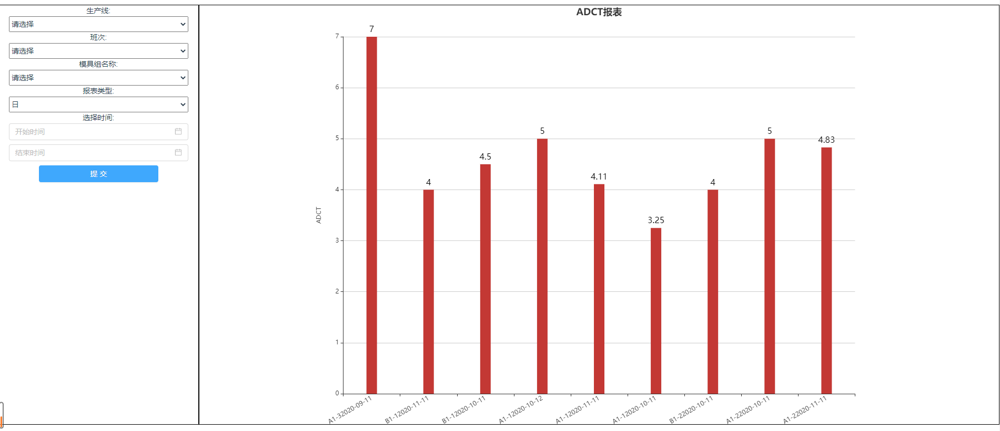 生产线:
请选择
班次:
请选择
模具组名称:
请选择
报表类型:
日
选择时间:
开始时间
结束时间
提 交
ADCT报表
ADCT
7
6
5
4
3
2
1
0
7
4
4.5
5
4.11
3.25
4
5
4.83
A1-32020-09-11
B1-12020-11-11
B1-12020-10-11
A1-12020-10-12
A1-12020-11-11
A1-12020-10-11
B1-22020-10-11
A1-22020-10-11
A1-22020-11-11